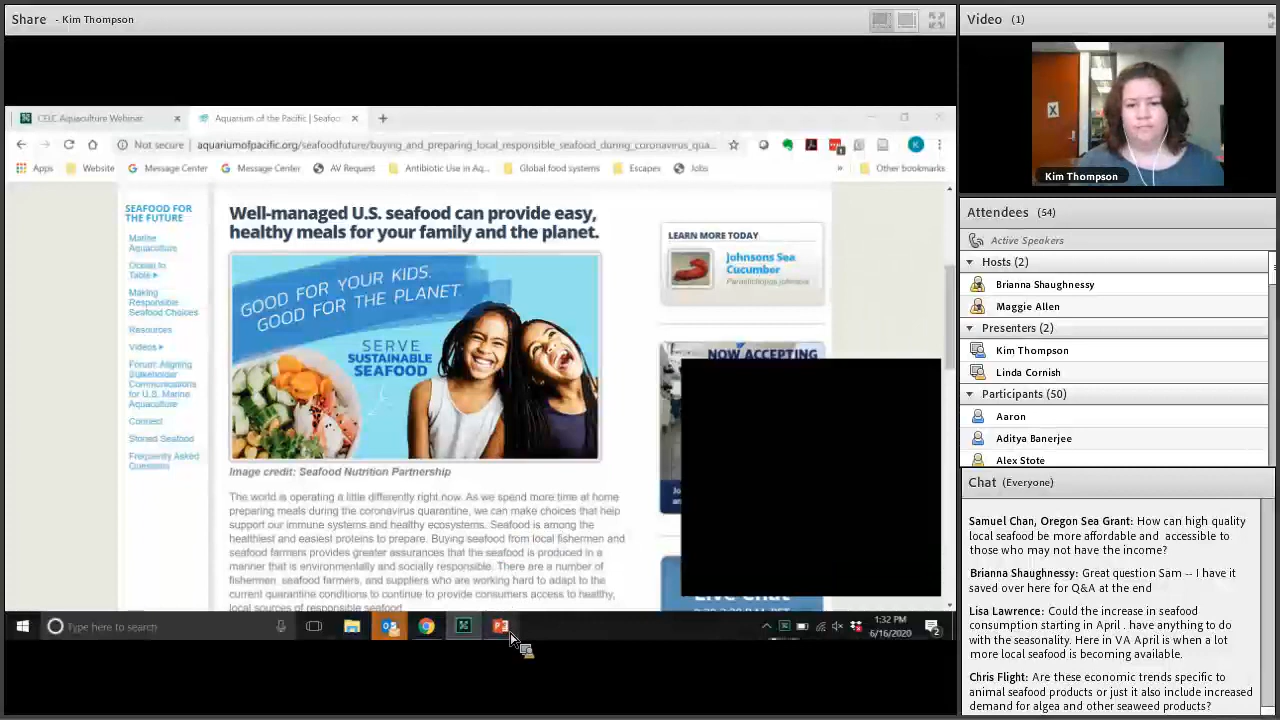 Share - Kim Thompson
CELC Aquaculture Webinar
Aquarium of the Pacific | Seafoo
Not secure | aquariumofpacific.org/seafoodfuture/buying_and_preparing_local_responsible_seafood_during_coronavirus_qua...
Apps
Website
Message Center
Message Center
AV Request
Antibiotic Use in Aq...
Global food systems
Escapes
Jobs
»
Other bookmarks
SEAFOOD FOR
THE FUTURE
Marine
Aquaculture
Ocean to
Table
Making
Responsible
Seafood Choices
Resources
Videos
Forum: Aligning
Stakeholder
Communications
for U.S. Marine
Aquaculture
Connect
Storied Seafood
Frequently Asked
Questions
Well-managed U.S. seafood can provide easy,
healthy meals for your family and the planet.
GOOD FOR YOUR KIDS.
GOOD FOR THE PLANET.
SERVE
SUSTAINABLE
SEAFOOD
Image credit: Seafood Nutrition Partnership
The world is operating a little differently right now. As we spend more time at home
preparing meals during the coronavirus quarantine, we can make choices that help
support our immune systems and healthy ecosystems. Seafood is among the
healthiest and easiest proteins to prepare. Buying seafood from local fishermen and
seafood farmers provides greater assurances that the seafood is produced in a
manner that is environmentally and socially responsible. There are a number of
fishermen seafood farmers, and suppliers who are working hard to adapt to the
current quarantine conditions to continue to provide consumers access to healthy,
local sources of responsible seafood
LEARN MORE TODAY
Johnsons Sea
Cucumber
Parastichopus johnsoni
NOW ACCEPTING
Jo
an
Live Chat
Type here to search
1:32 PM
6/16/2020
2
Video (1)
Kim Thompson
Attendees (54)
Active Speakers
Hosts (2)
Brianna Shaughnessy
Maggie Allen
Presenters (2)
Kim Thompson
Linda Cornish
Participants (50)
Aaron
Aditya Banerjee
Alex Stote
Chat (Everyone)
Samuel Chan, Oregon Sea Grant: How can high quality
local seafood be more affordable and accessible to
those who may not have the income?
Brianna Shaughnessy: Great question Sam -- I have it
saved over here for Q&A at the end
Lisa Lawrence: Could the increase in seafood
consumption starting in April . have anything to do
with the seasonality. Here in VA April is when a lot
more local seafood is becoming available.
Chris Flight: Are these economic trends specific to
animal seafood products or just it also include increased
demand for algea and other seaweed products?